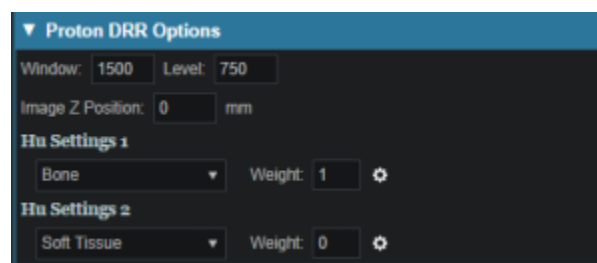 ▼ Proton DRR Options
Window: 1500 Level: 750
Image Z Position: 0 mm
Hu Settings 1
Bone Weight: 1
Hu Settings 2
Soft Tissue Weight: 0